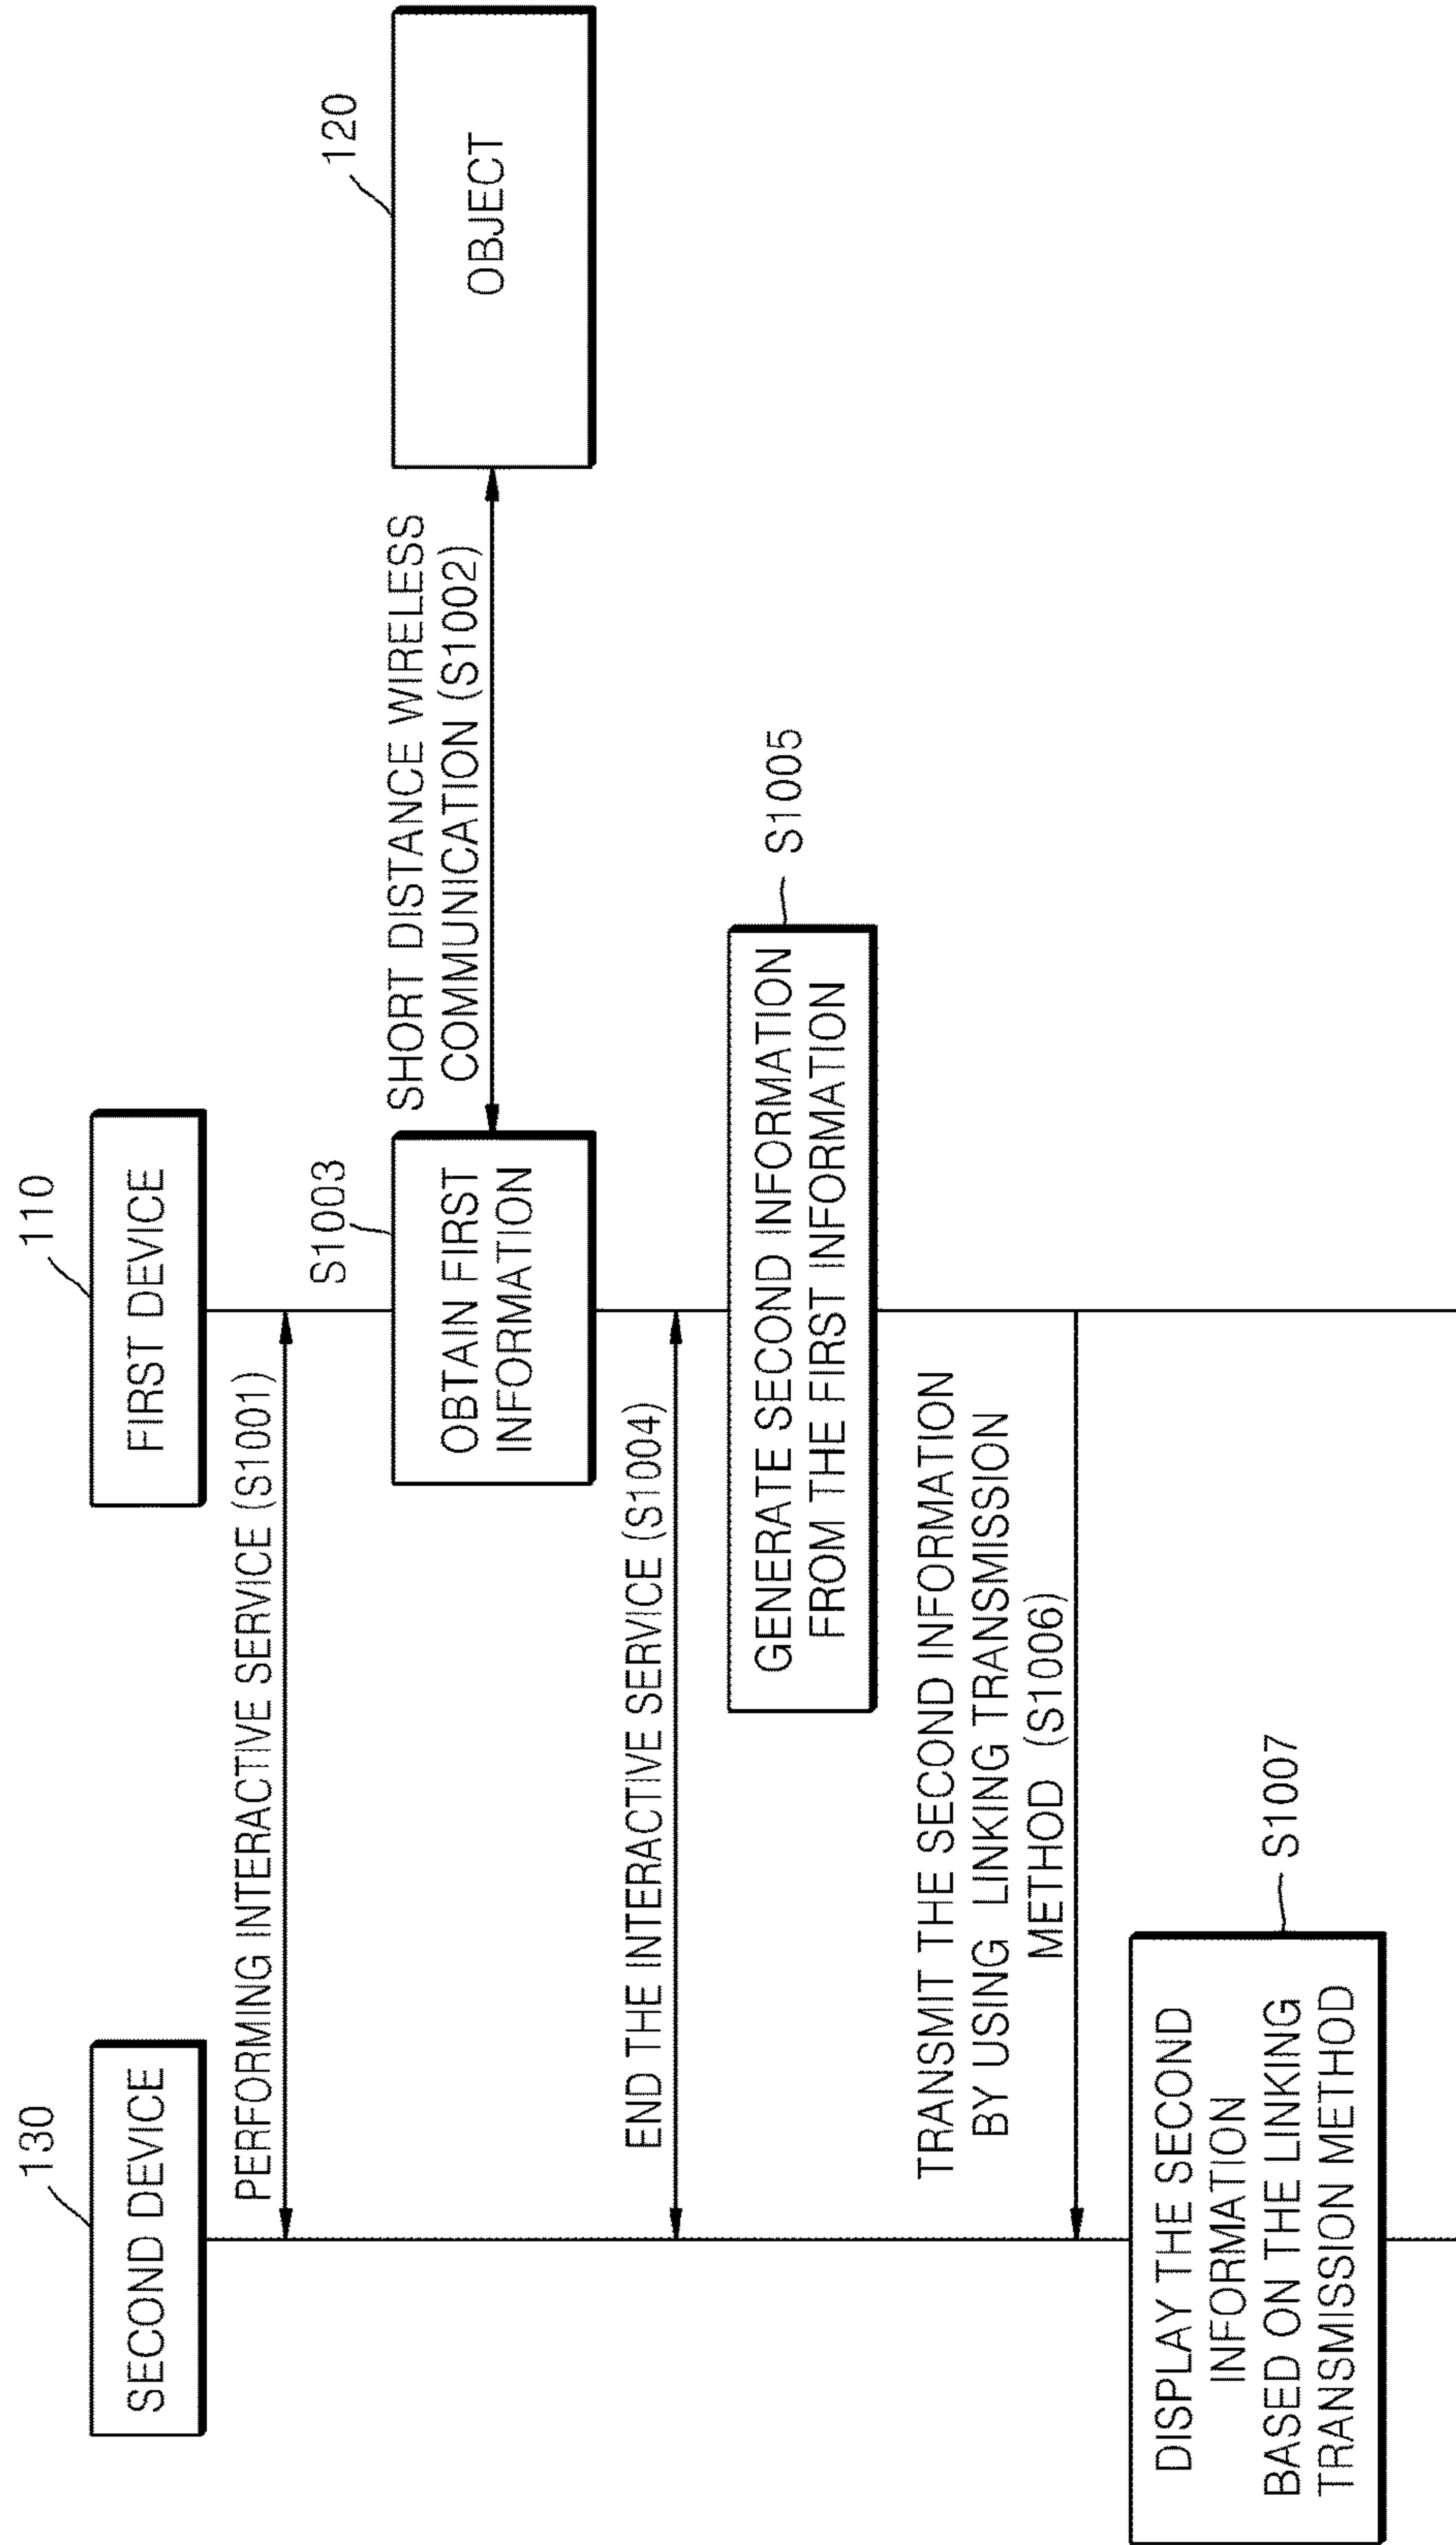 130
SECOND DEVICE
110
FIRST DEVICE
PERFORMING INTERACTIVE SERVICE (S1001)
S1003
OBTAIN FIRST
INFORMATION
SHORT DISTANCE WIRELESS
COMMUNICATION (S1002)
120
OBJECT
END THE INTERACTIVE SERVICE (S1004)
GENERATE SECOND INFORMATION
FROM THE FIRST INFORMATION
S1005
TRANSMIT THE SECOND INFORMATION
BY USING LINKING TRANSMISSION
METHOD (S1006)
DISPLAY THE SECOND
INFORMATION
BASED ON THE LINKING
TRANSMISSION METHOD
S1007